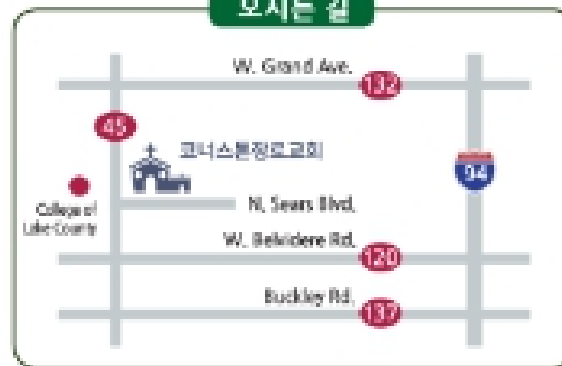 오시는 길
W. Grand Ave.
132
45
코너스톤장로교회
94
College of
Lake County
N. Sears Blvd.
W. Belvidere Rd.
120
Buckley Rd.
137